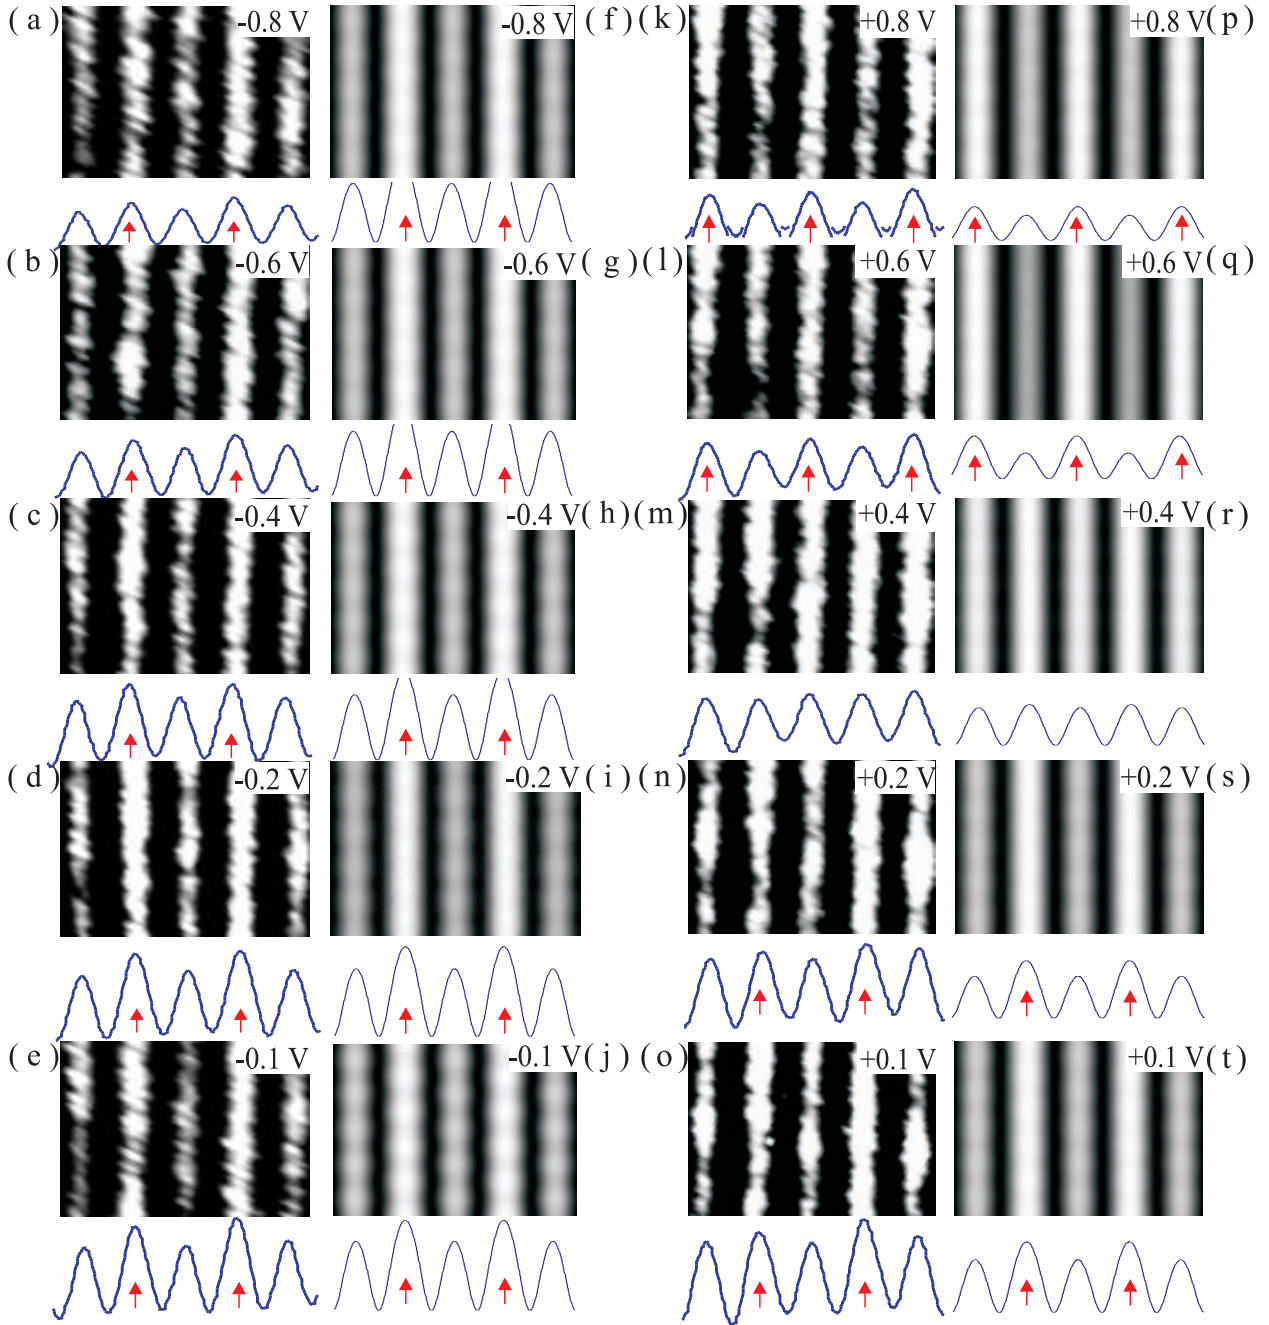 (a) -0.8 V -0.8 V (f) (k) +0.8 V +0.8 V (p)
(b) -0.6 V -0.6 V (g) (l) +0.6 V +0.6 V (q)
(c) -0.4 V -0.4 V (h) (m) +0.4 V +0.4 V (r)
(d) -0.2 V -0.2 V (i) (n) +0.2 V +0.2 V (s)
(e) -0.1 V -0.1 V (j) (o) +0.1 V +0.1 V (t)